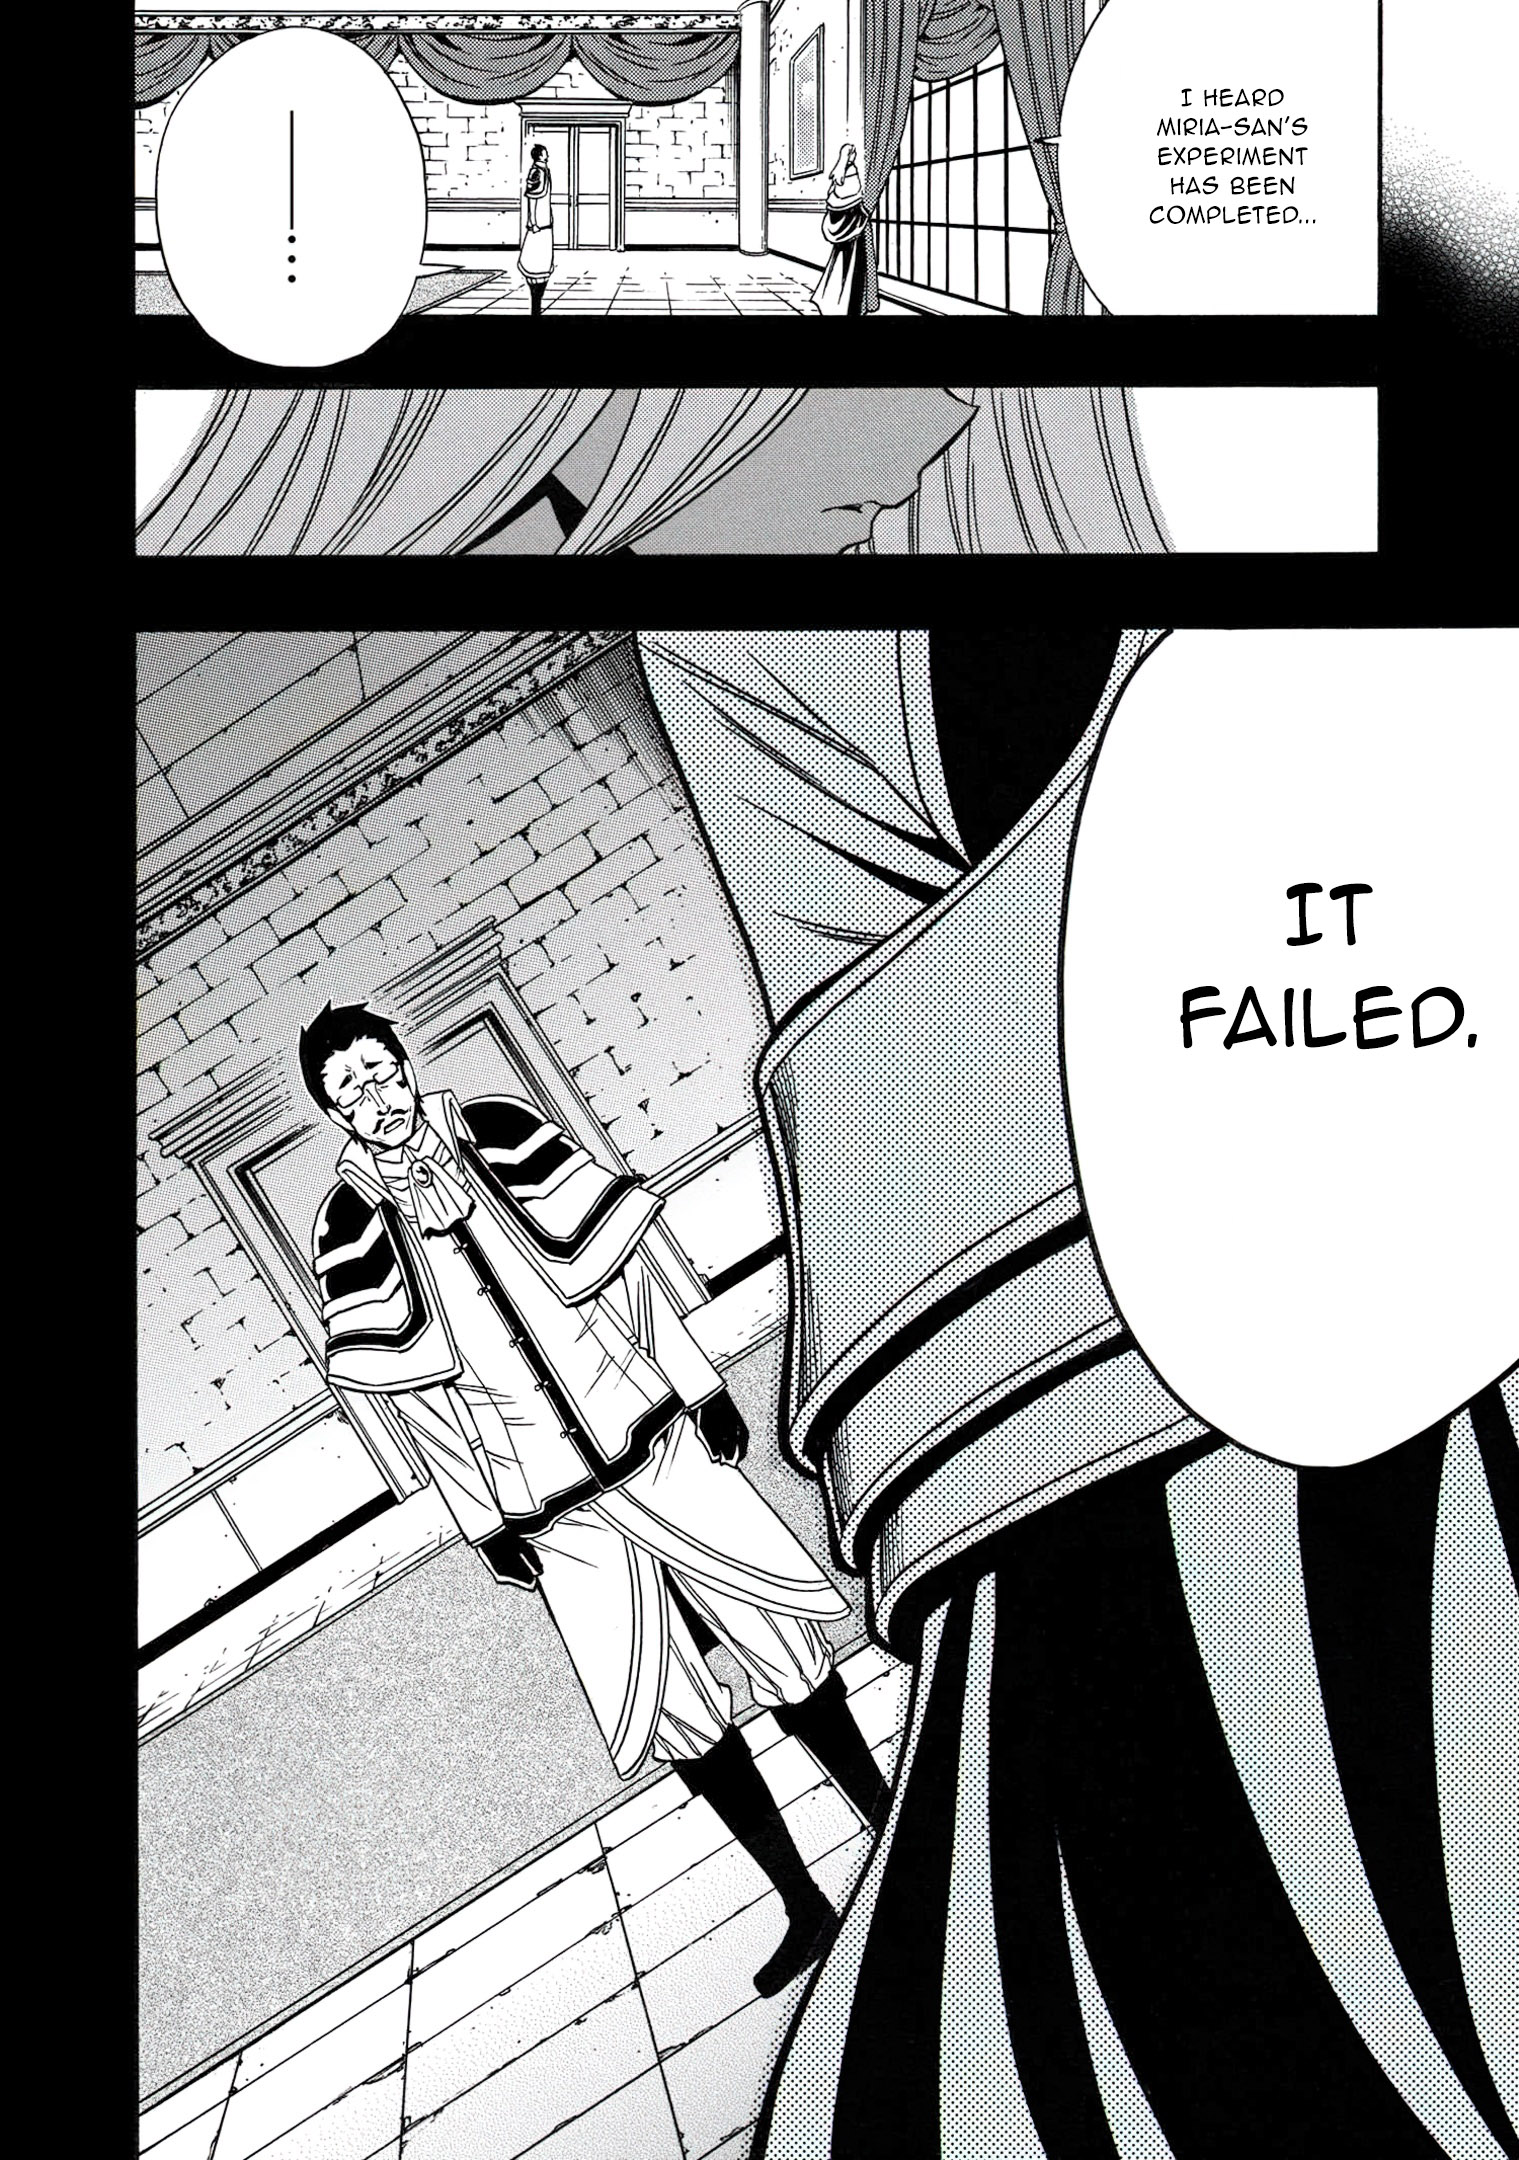 I HEARD
MIRIA-SAN'S
EXPERIMENT
HAS BEEN
COMPLETED...
—...
IT
FAILED.